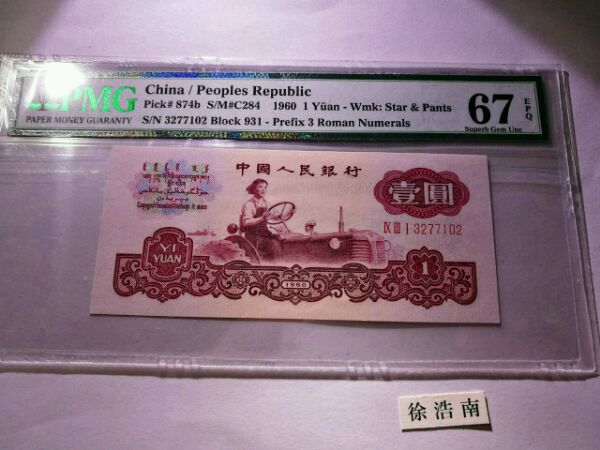 PMG
PAPER MONEY GUARANTY
China / Peoples Republic
Pick# 874b S/M#C284 1960 1 Yüan - Wmk: Star & Pants
S/N 3277102 Block 931 - Prefix 3 Roman Numerals
67 EPQ
Superb Gem Unc
中國人民銀行
壹圓
IX III I 3277102
YI
YUAN
1
1960
徐浩南